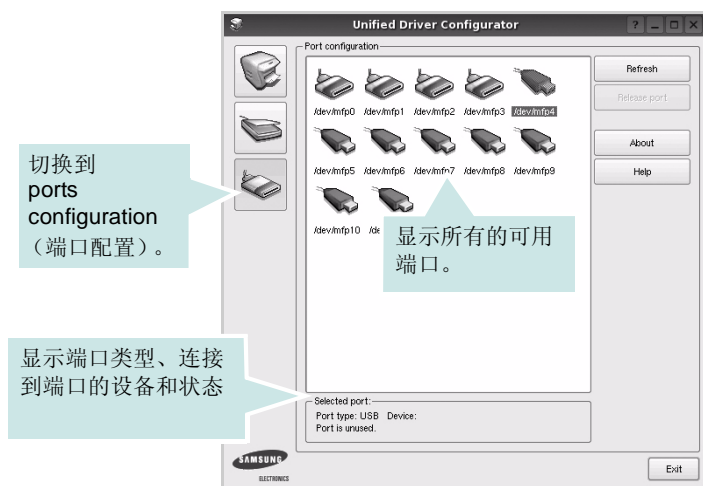 Unified Driver Configurator
Port configuration
/dev/mfp0 /dev/mfp1 /dev/mfp2 /dev/mfp3 /dev/mfp4
/dev/mfp5 /dev/mfp6 /dev/mfp7 /dev/mfp8 /dev/mfp9
/dev/mfp10
Refresh
Release port
About
Help
切换到
ports
configuration
（端口配置）。
显示所有的可用
端口。
显示端口类型、连接
到端口的设备和状态
Selected port:
Port type: USB Device:
Port is unused.
SAMSUNG
ELECTRONICS
Exit